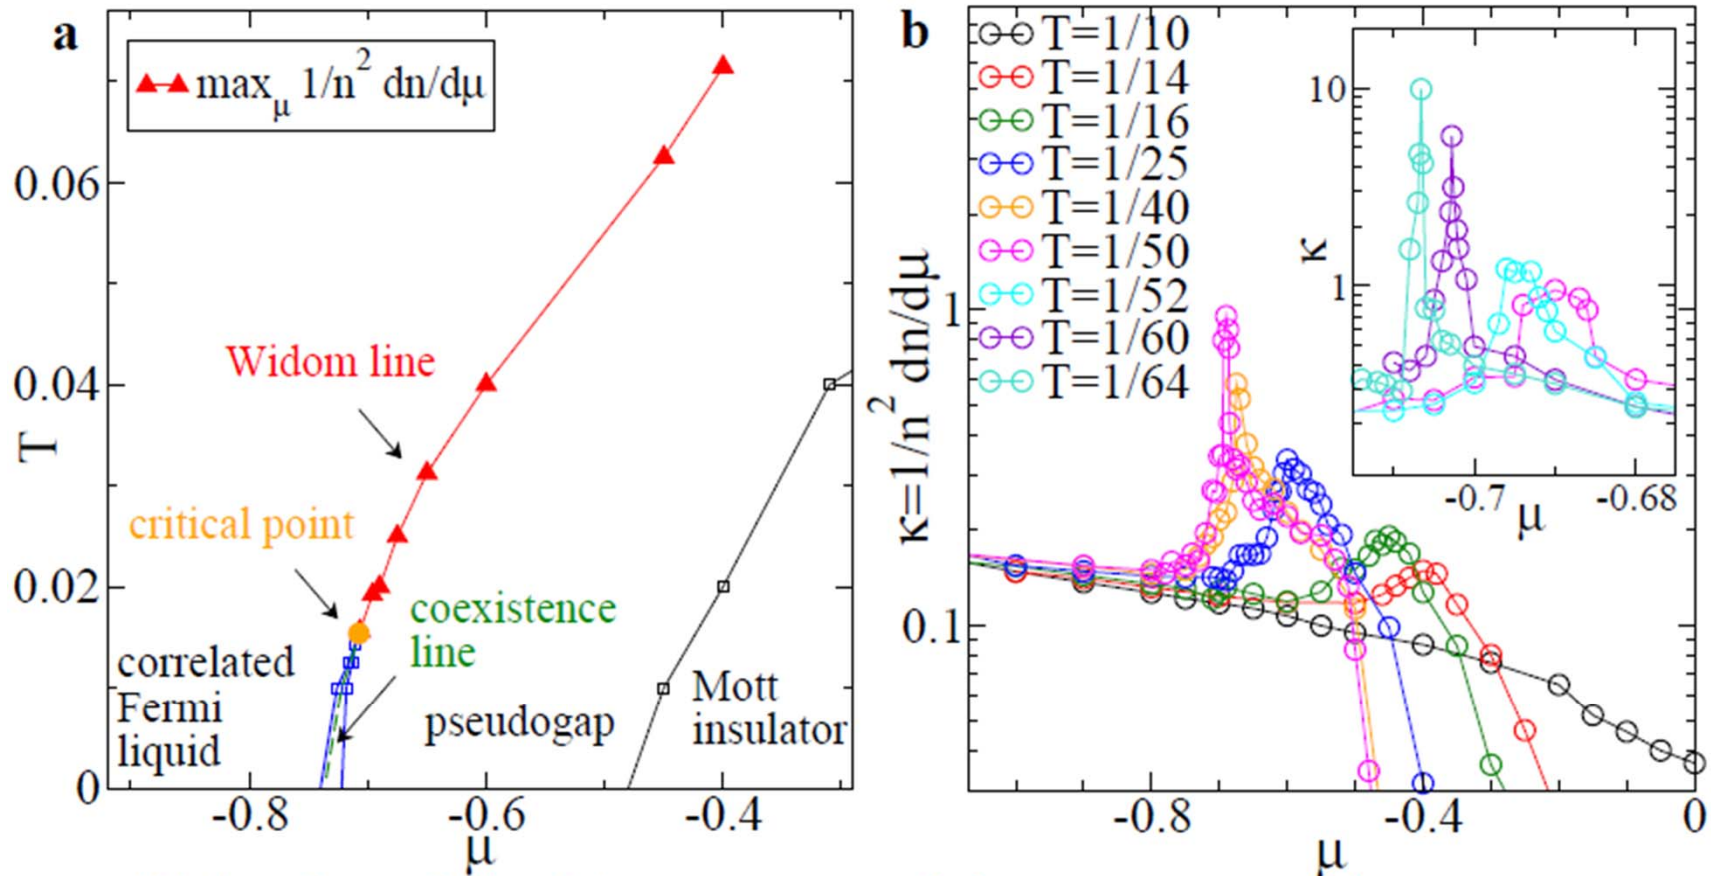 a
max_μ 1/n^2 dn/dμ
0.06
0.04
0.02
0
T
Widom line
critical point
coexistence
line
correlated
Fermi
liquid
pseudogap
Mott
insulator
-0.8
-0.6
-0.4
μ
b
T=1/10
T=1/14
T=1/16
T=1/25
T=1/40
T=1/50
T=1/52
T=1/60
T=1/64
κ=1/n^2 dn/dμ
1
0.1
-0.8
-0.4
0
μ
10
1
κ
-0.7
-0.68
μ